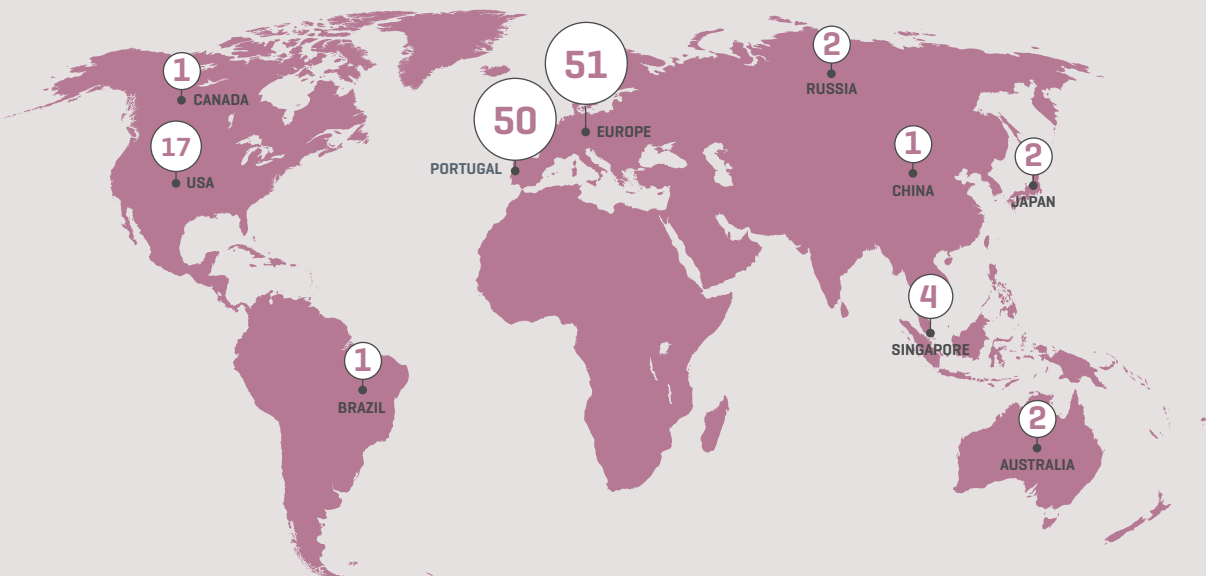 51
2
1
RUSSIA
CANADA
50
17
EUROPE
1
2
PORTUGAL
USA
CHINA
JAPAN
4
SINGAPORE
1
BRAZIL
2
AUSTRALIA